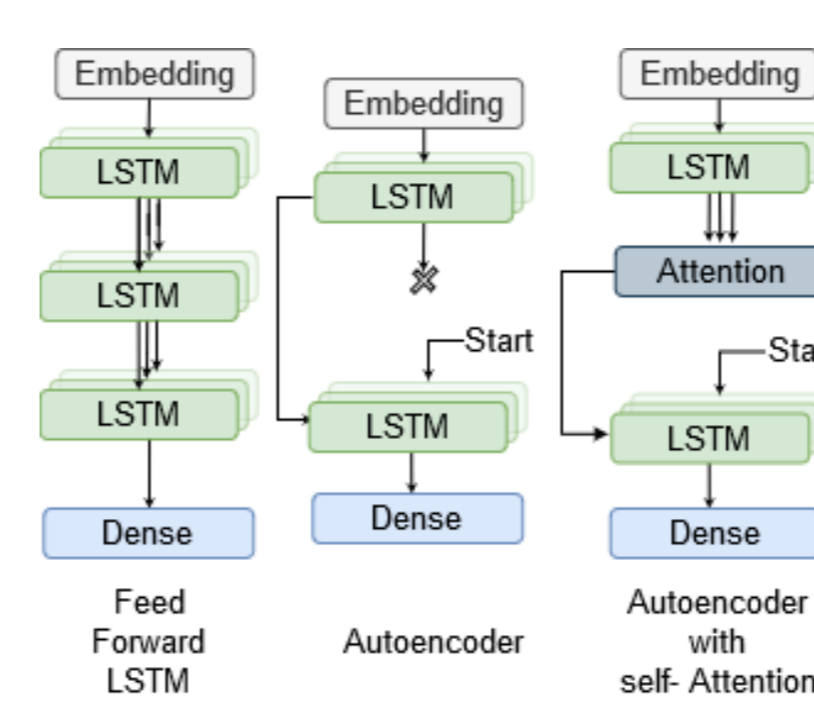 Embedding
LSTM
LSTM
LSTM
Dense
Feed
Forward
LSTM
Embedding
LSTM
Start
LSTM
Dense
Autoencoder
Embedding
LSTM
Attention
Sta
LSTM
Dense
Autoencoder
with
self- Attention